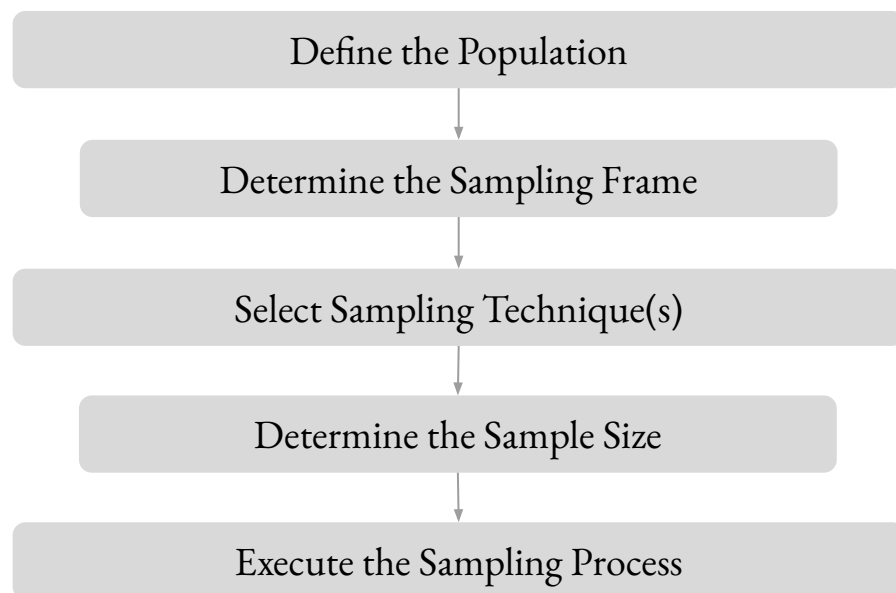 Define the Population
Determine the Sampling Frame
Select Sampling Technique(s)
Determine the Sample Size
Execute the Sampling Process